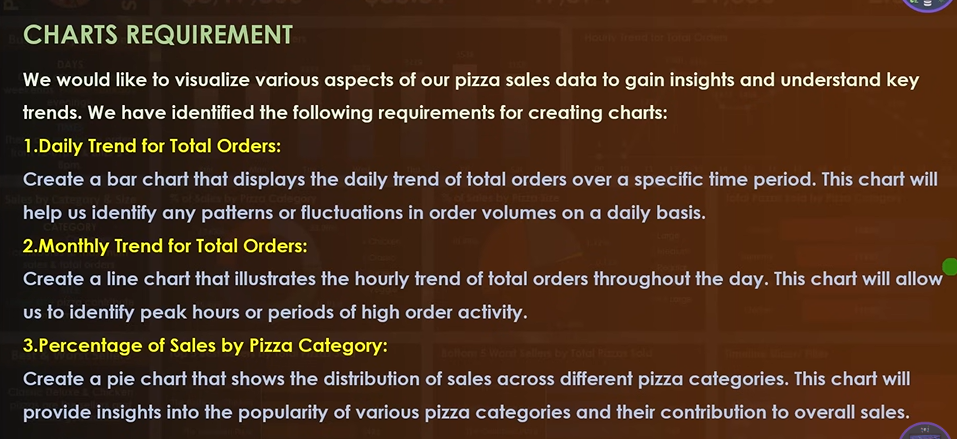 CHARTS REQUIREMENT
We would like to visualize various aspects of our pizza sales data to gain insights and understand key
trends. We have identified the following requirements for creating charts:
1.Daily Trend for Total Orders:
Create a bar chart that displays the daily trend of total orders over a specific time period. This chart will
help us identify any patterns or fluctuations in order volumes on a daily basis.
2.Monthly Trend for Total Orders:
Create a line chart that illustrates the hourly trend of total orders throughout the day. This chart will allow
us to identify peak hours or periods of high order activity.
3.Percentage of Sales by Pizza Category:
Create a pie chart that shows the distribution of sales across different pizza categories. This chart will
provide insights into the popularity of various pizza categories and their contribution to overall sales.